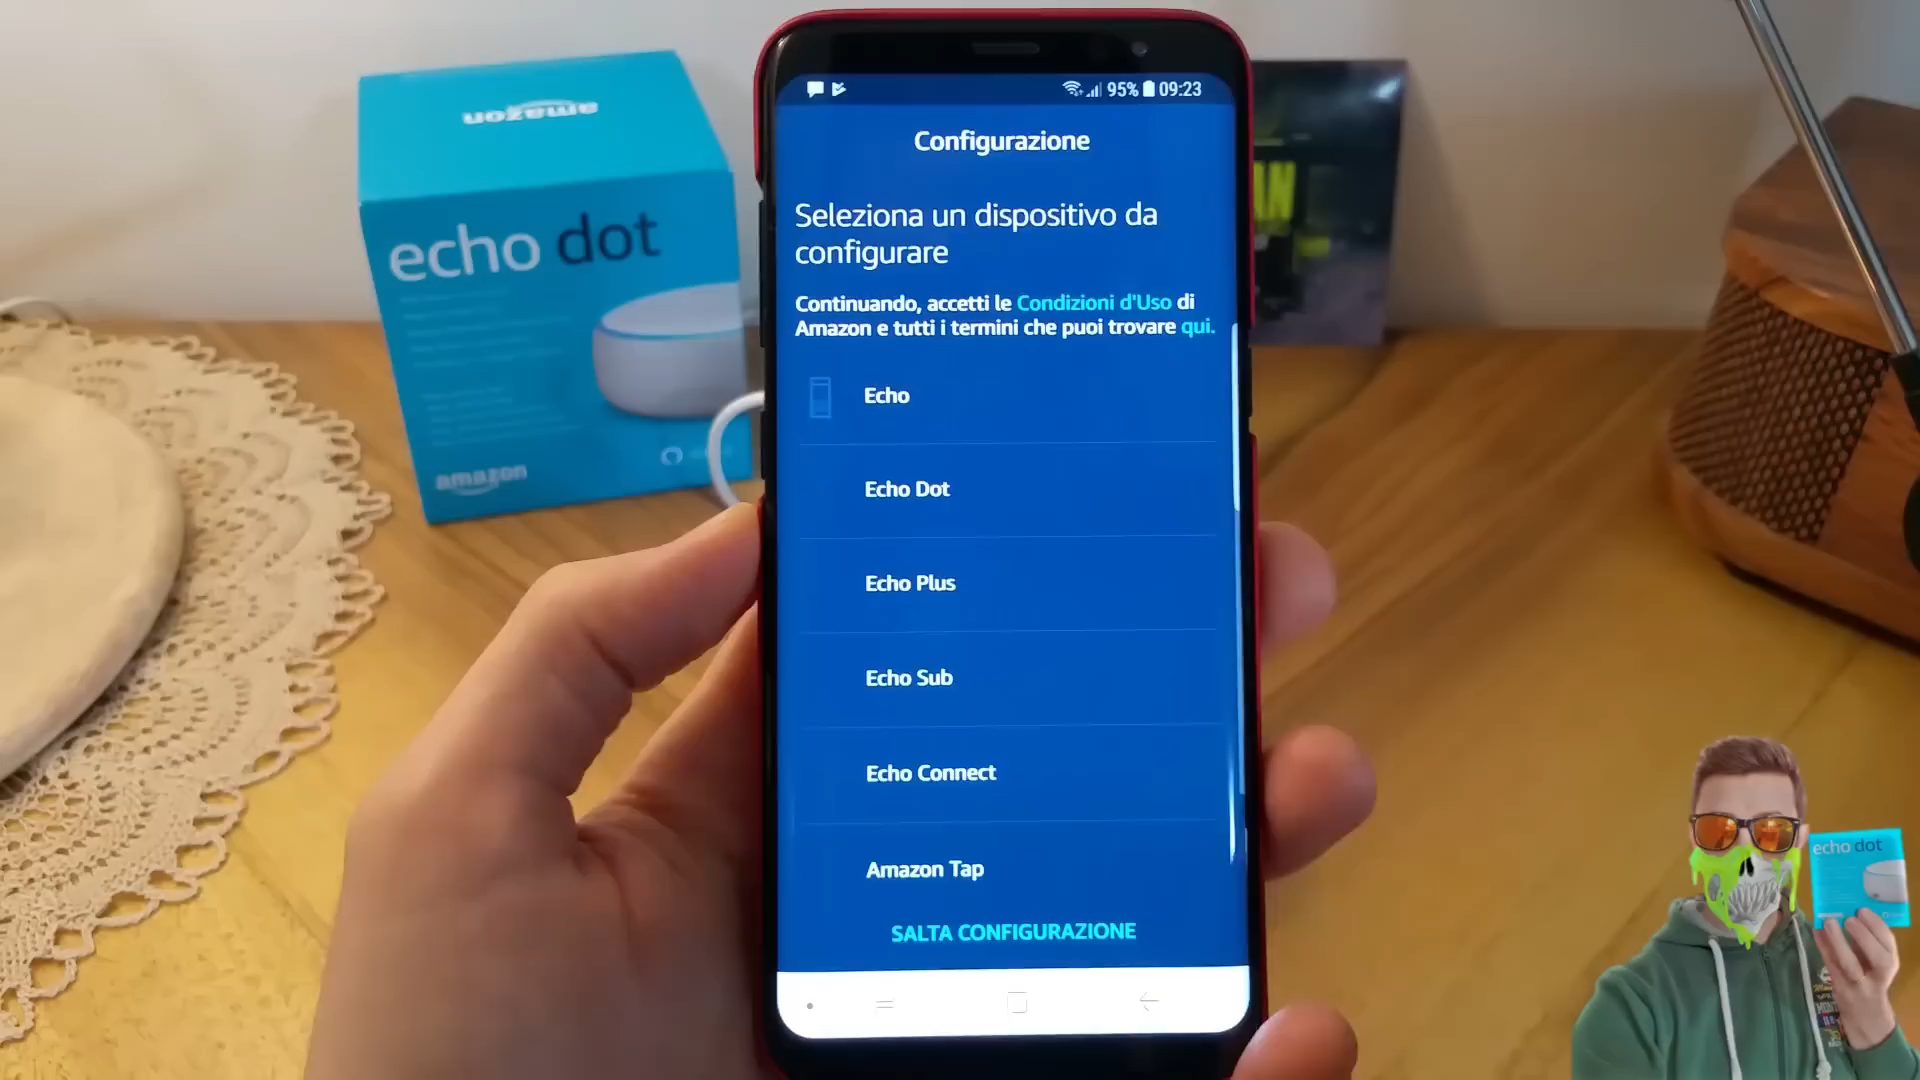 amazon
echo dot
amazon
95% 09:23
Configurazione
Seleziona un dispositivo da
configurare
Continuando, accetti le Condizioni d'Uso di
Amazon e tutti i termini che puoi trovare qui.
Echo
Echo Dot
Echo Plus
Echo Sub
Echo Connect
Amazon Tap
SALTA CONFIGURAZIONE
AN
echo dot